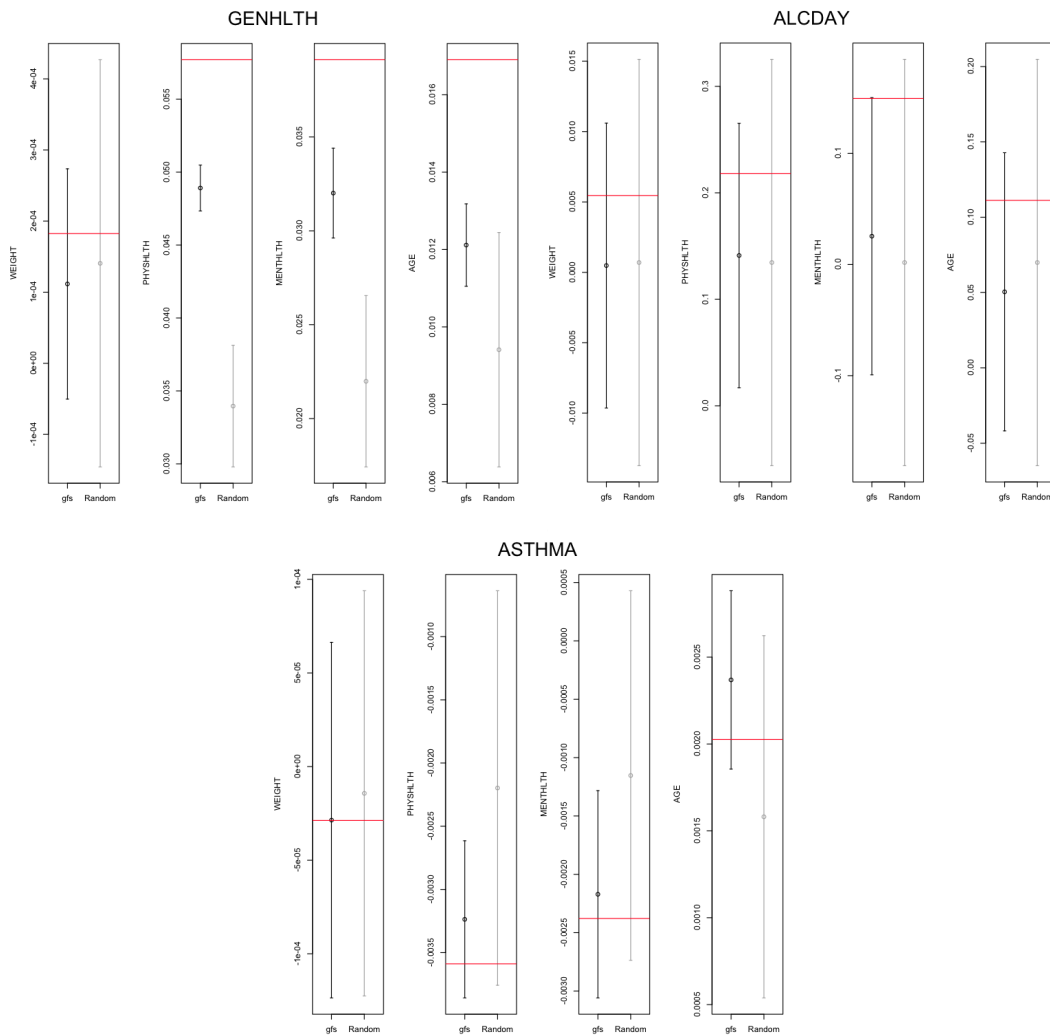 GENHLTH
WEIGHT
4e-04
3e-04
2e-04
1e-04
0e+00
-1e-04
gfs Random
PHYSHLTH
0.055
0.050
0.045
0.040
0.035
0.030
gfs Random
MENTHLTH
0.035
0.030
0.025
0.020
gfs Random
AGE
0.016
0.014
0.012
0.010
0.008
0.006
gfs Random
ALCDAY
WEIGHT
0.015
0.010
0.005
0.000
-0.005
-0.010
gfs Random
PHYSHLTH
0.3
0.2
0.1
0.0
gfs Random
MENTHLTH
0.1
0.0
-0.1
gfs Random
AGE
0.20
0.15
0.10
0.05
0.00
-0.05
gfs Random
ASTHMA
WEIGHT
1e-04
5e-05
0e+00
-5e-05
-1e-04
gfs Random
PHYSHLTH
-0.0010
-0.0015
-0.0020
-0.0025
-0.0030
-0.0035
gfs Random
MENTHLTH
0.0005
0.0000
-0.0005
-0.0010
-0.0015
-0.0020
-0.0025
-0.0030
gfs Random
AGE
0.0025
0.0020
0.0015
0.0010
0.0005
gfs Random